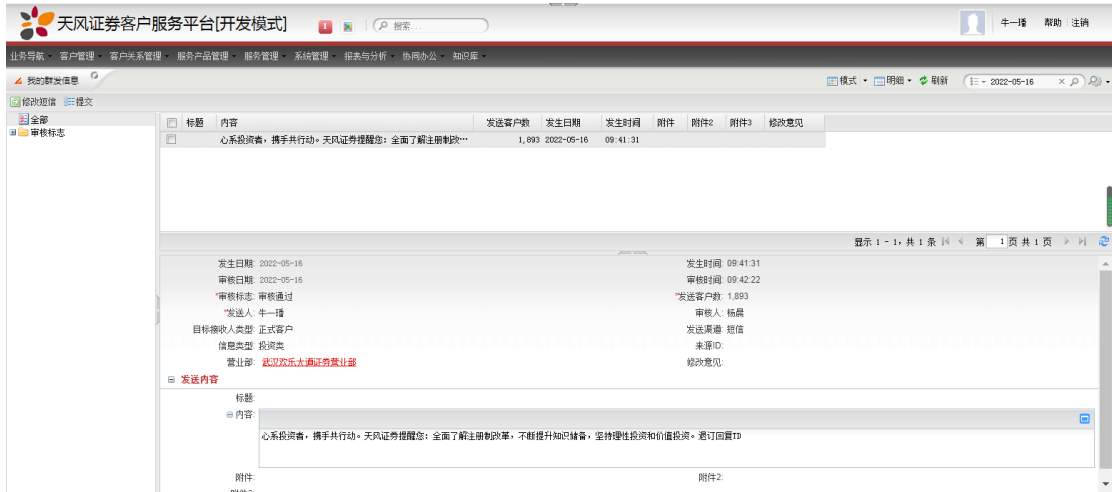 天风证券客户服务平台[开发模式] 1 搜索... 牛一璠 帮助 注销
业务导航 客户管理 客户关系管理 服务产品管理 服务管理 系统管理 报表与分析 协同办公 知识库
我的群发信息 模式 明细 刷新 2022-05-16
修改短信 提交
全部
审核标志
标题 内容 发送客户数 发生日期 发生时间 附件 附件2 附件3 修改意见
心系投资者，携手共行动。天风证券提醒您：全面了解注册制改… 1,893 2022-05-16 09:41:31
显示 1 - 1，共 1 条 第 1 页 共 1 页
发生日期: 2022-05-16 发生时间: 09:41:31
审核日期: 2022-05-16 审核时间: 09:42:22
*审核标志: 审核通过 *发送客户数: 1,893
*发送人: 牛一璠 审核人: 杨晨
目标接收人类型: 正式客户 发送渠道: 短信
信息类型: 投资类 来源ID:
营业部: 武汉欢乐大道证券营业部 修改意见:
发送内容
标题:
内容:
心系投资者，携手共行动。天风证券提醒您：全面了解注册制改革，不断提升知识储备，坚持理性投资和价值投资。退订回复TD
附件: 附件2: